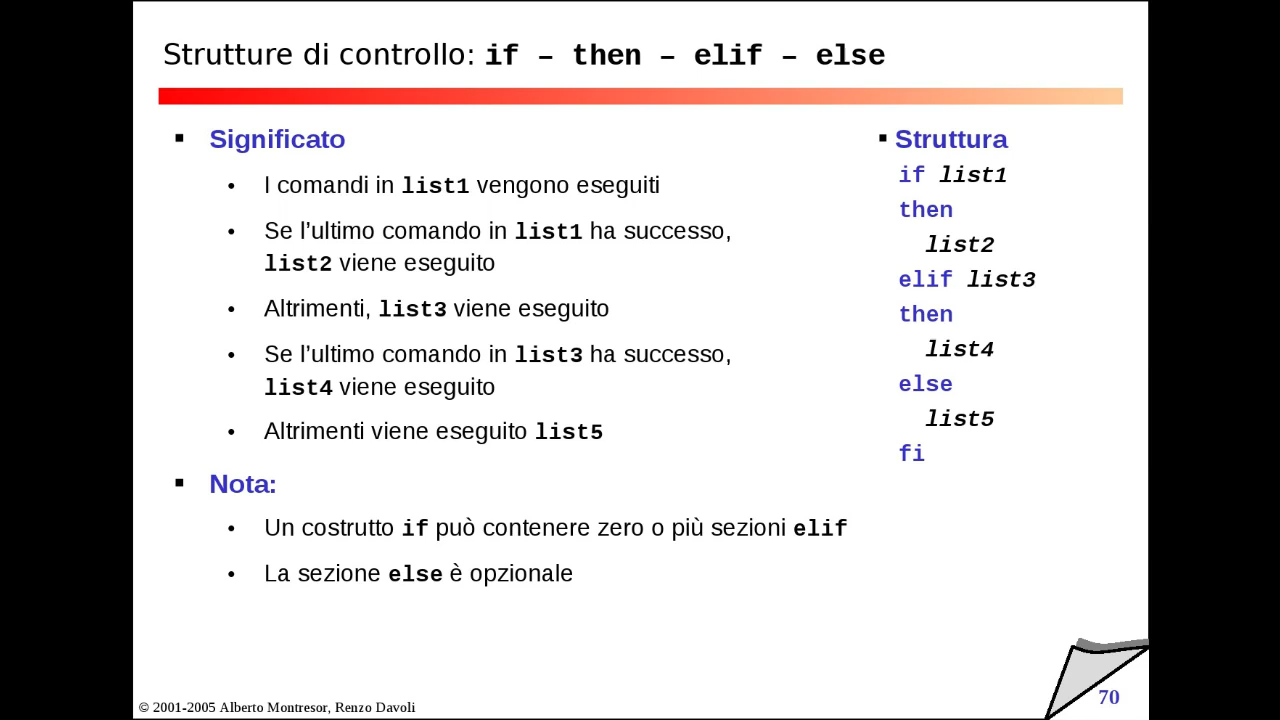 Strutture di controllo: if – then – elif – else
Significato
I comandi in list1 vengono eseguiti
Se l’ultimo comando in list1 ha successo,
list2 viene eseguito
Altrimenti, list3 viene eseguito
Se l’ultimo comando in list3 ha successo,
list4 viene eseguito
Altrimenti viene eseguito list5
Nota:
Un costrutto if può contenere zero o più sezioni elif
La sezione else è opzionale
Struttura
if list1
then
list2
elif list3
then
list4
else
list5
fi
© 2001-2005 Alberto Montresor, Renzo Davoli
70